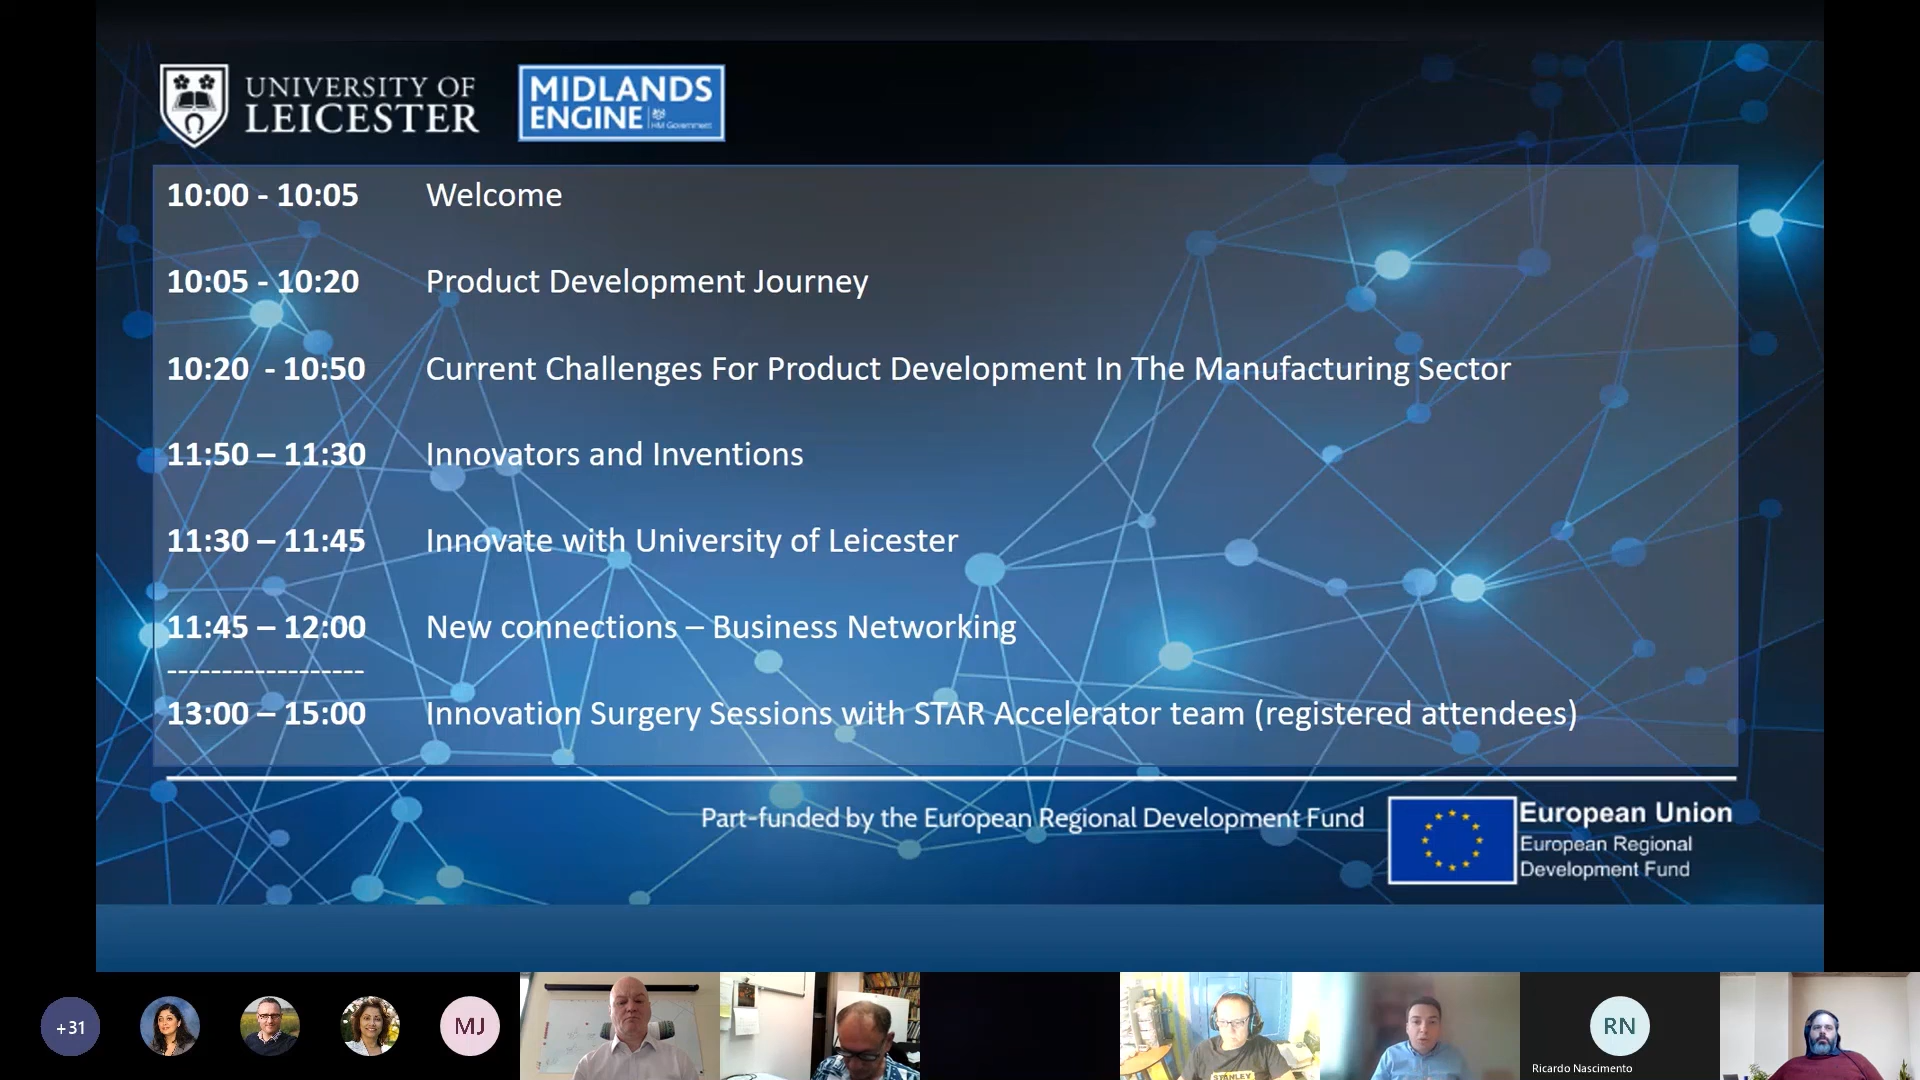 UNIVERSITY OF
LEICESTER
MIDLANDS
ENGINE
HM Government
10:00 - 10:05 Welcome
10:05 - 10:20 Product Development Journey
10:20 - 10:50 Current Challenges For Product Development In The Manufacturing Sector
11:50 – 11:30 Innovators and Inventions
11:30 – 11:45 Innovate with University of Leicester
11:45 – 12:00 New connections – Business Networking
------------------
13:00 – 15:00 Innovation Surgery Sessions with STAR Accelerator team (registered attendees)
Part-funded by the European Regional Development Fund
European Union
European Regional
Development Fund
+31
MJ
STANLEY
RN
Ricardo Nascimento